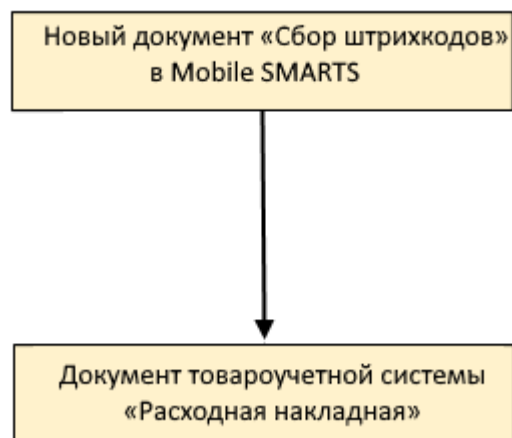 Новый документ «Сбор штрихкодов»
в Mobile SMARTS
Документ товароучетной системы
«Расходная накладная»